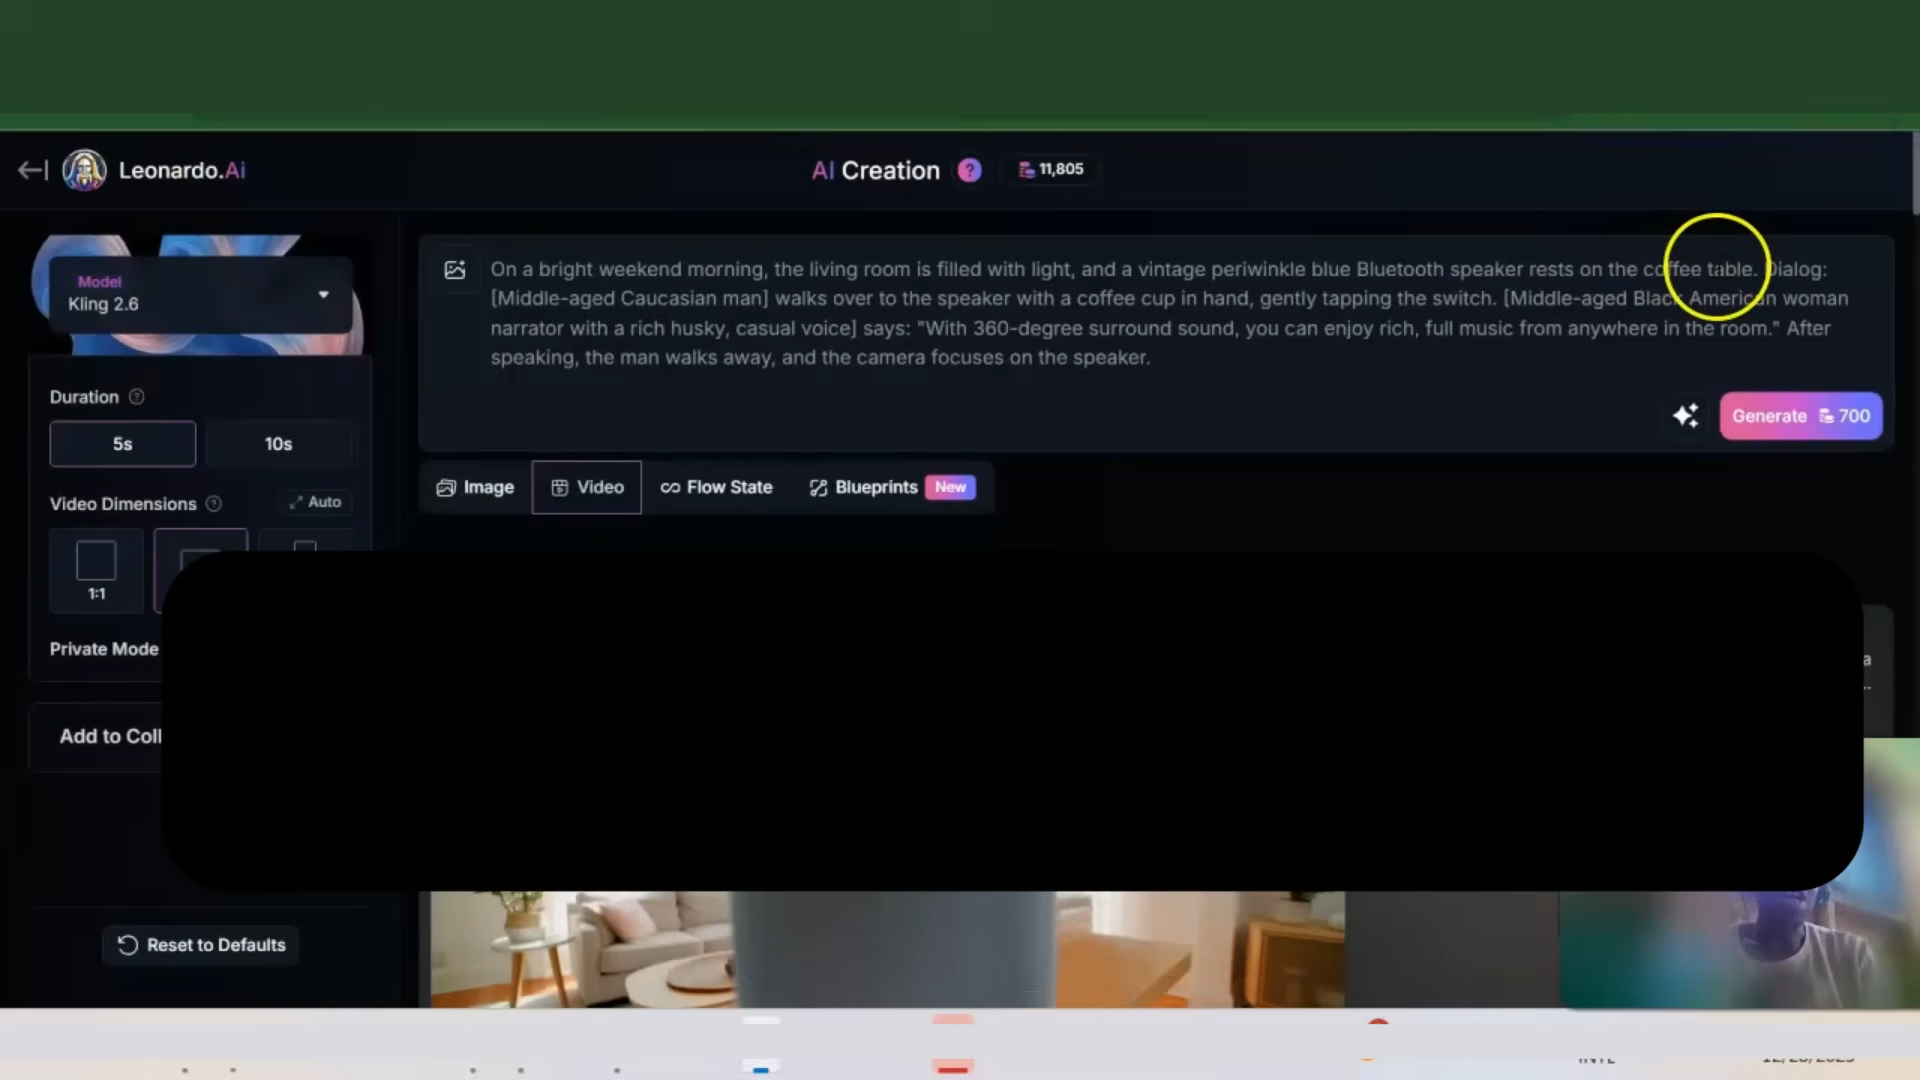 Leonardo.Ai
AI Creation ? 11,805
Model
Kling 2.6
On a bright weekend morning, the living room is filled with light, and a vintage periwinkle blue Bluetooth speaker rests on the coffee table. Dialog:
[Middle-aged Caucasian man] walks over to the speaker with a coffee cup in hand, gently tapping the switch. [Middle-aged Black American woman
narrator with a rich husky, casual voice] says: "With 360-degree surround sound, you can enjoy rich, full music from anywhere in the room." After
speaking, the man walks away, and the camera focuses on the speaker.
Generate 700
Duration ?
5s 10s
Image Video Flow State Blueprints New
Video Dimensions ? Auto
1:1
Private Mode
a
..
Add to Coll
Reset to Defaults